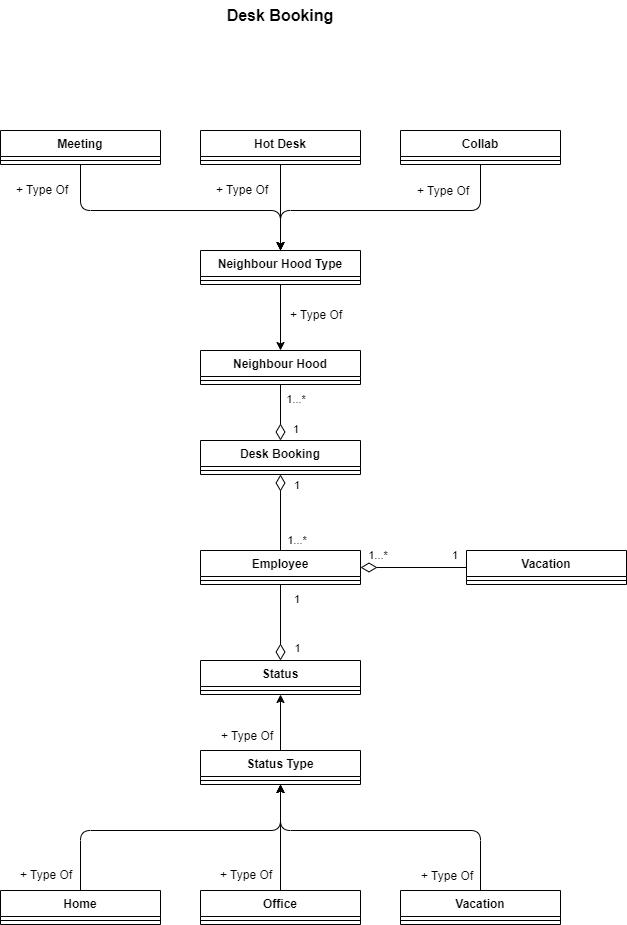 Desk Booking
Meeting
Hot Desk
Collab
+ Type Of
+ Type Of
+ Type Of
Neighbour Hood Type
+ Type Of
Neighbour Hood
1...*
1
Desk Booking
1
1...*
Employee
1...*
1
Vacation
1
1
Status
+ Type Of
Status Type
+ Type Of
+ Type Of
+ Type Of
Home
Office
Vacation